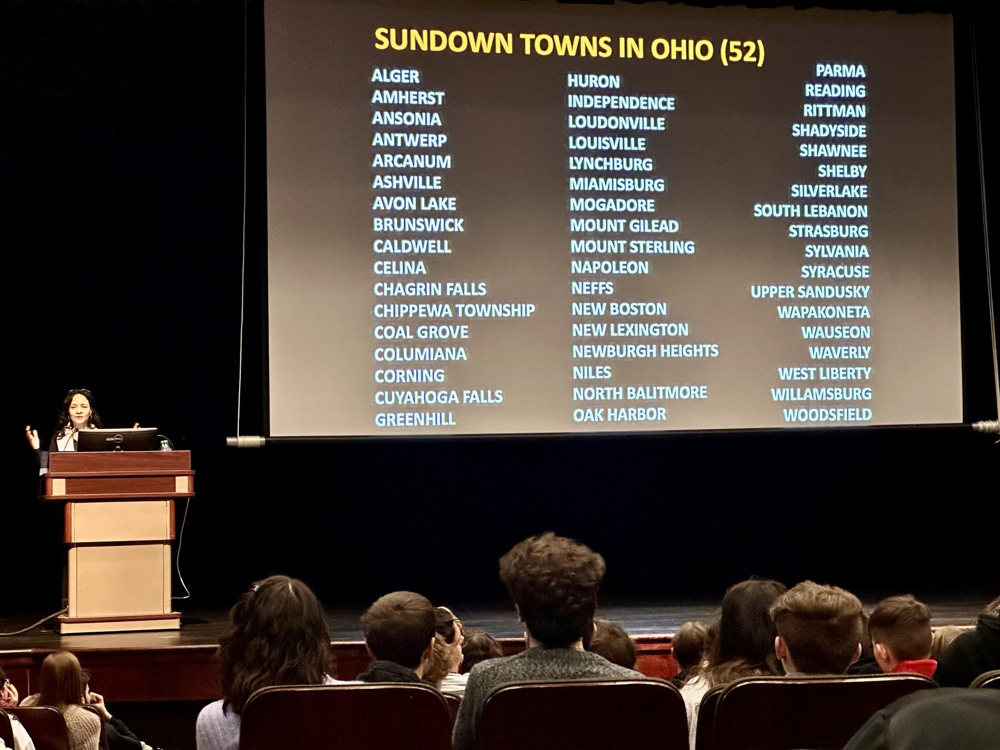 SUNDOWN TOWNS IN OHIO (52)
ALGER
AMHERST
ANSONIA
ANTWERP
ARCANUM
ASHVILLE
AVON LAKE
BRUNSWICK
CALDWELL
CELINA
CHAGRIN FALLS
CHIPPEWA TOWNSHIP
COAL GROVE
COLUMIANA
CORNING
CUYAHOGA FALLS
GREENHILL
HURON
INDEPENDENCE
LOUDONVILLE
LOUISVILLE
LYNCHBURG
MIAMISBURG
MOGADORE
MOUNT GILEAD
MOUNT STERLING
NAPOLEON
NEFFS
NEW BOSTON
NEW LEXINGTON
NEWBURGH HEIGHTS
NILES
NORTH BALITMORE
OAK HARBOR
PARMA
READING
RITTMAN
SHADYSIDE
SHAWNEE
SHELBY
SILVERLAKE
SOUTH LEBANON
STRASBURG
SYLVANIA
SYRACUSE
UPPER SANDUSKY
WAPAKONETA
WAUSEON
WAVERLY
WEST LIBERTY
WILLAMSBURG
WOODSFIELD
DELL